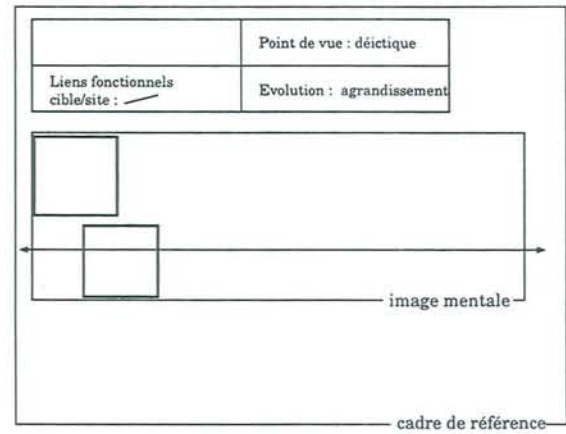 Point de vue : déictique
Liens fonctionnels
cible/site :
Evolution : agrandissement
image mentale
cadre de référence